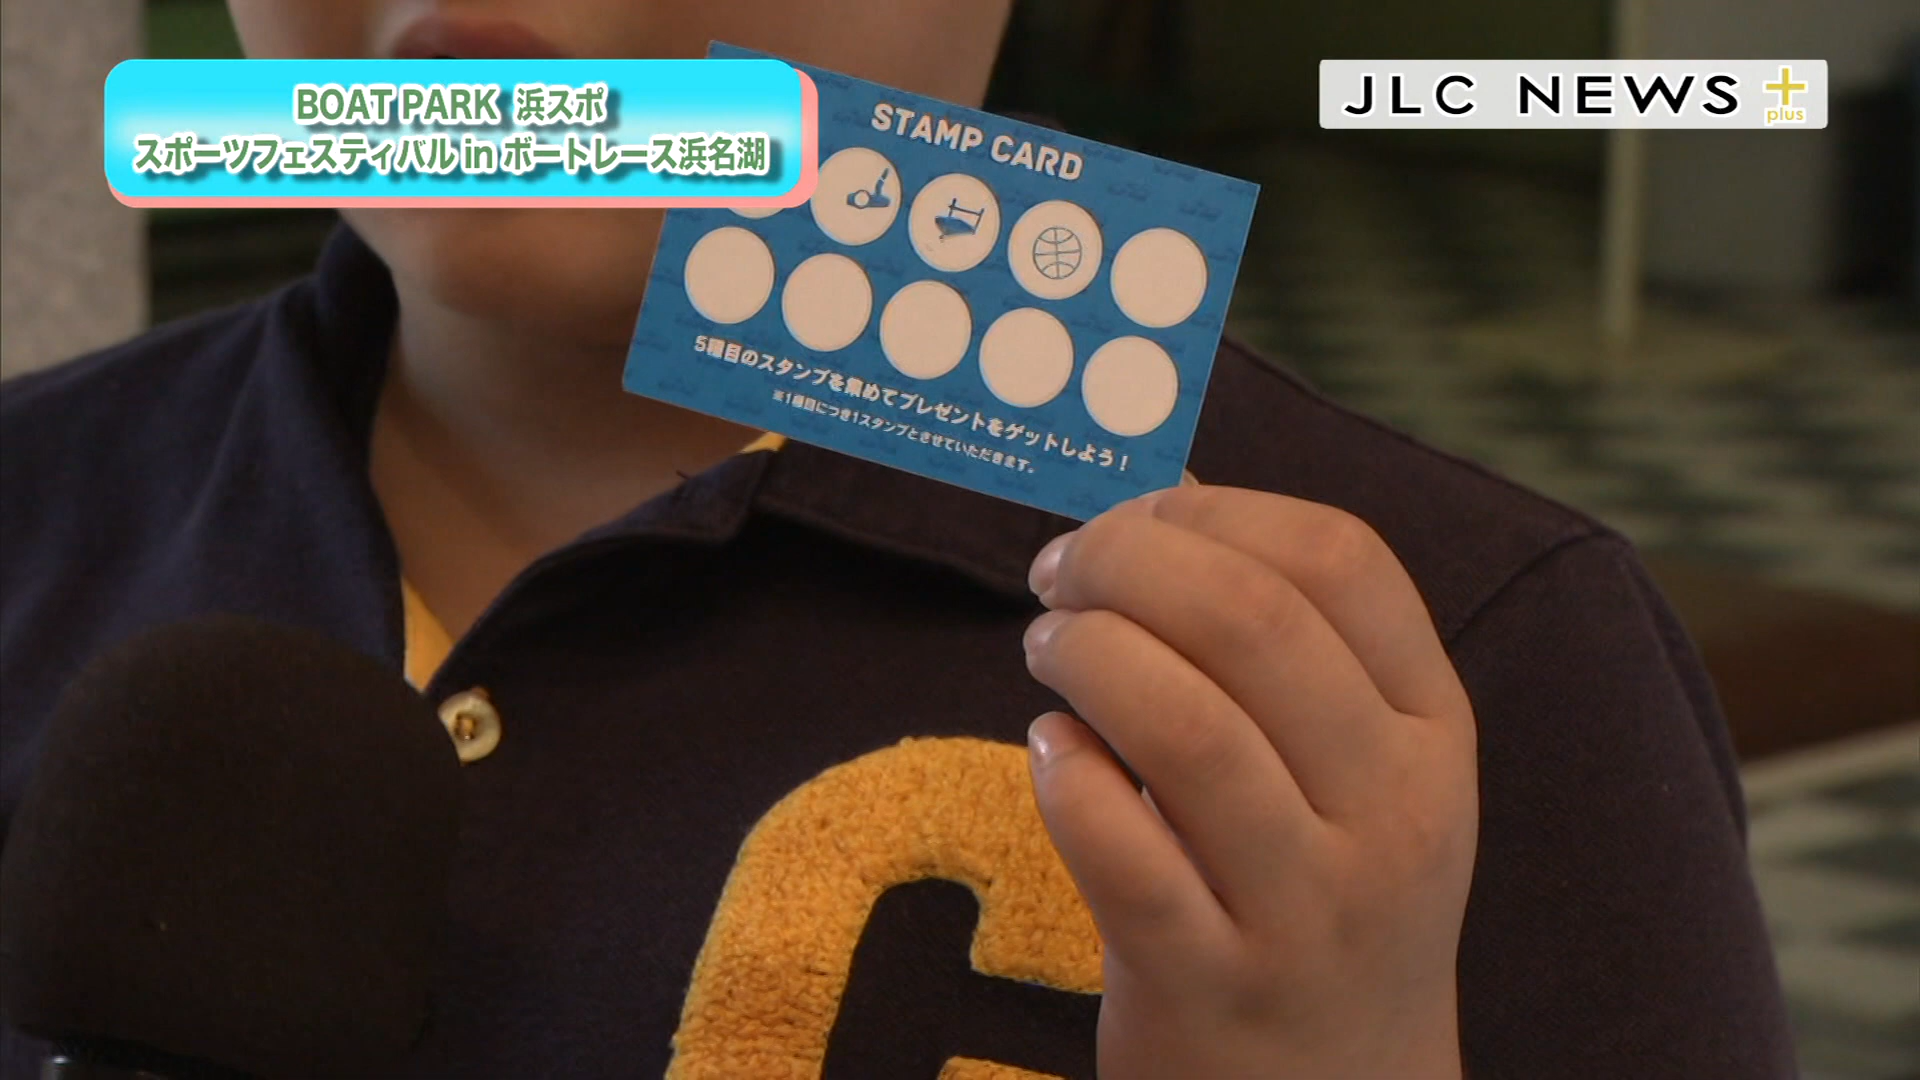 BOAT PARK 浜スポ
スポーツフェスティバル in ボートレース浜名湖
JLC NEWS +
plus
STAMP CARD
5種目のスタンプを集めてプレゼントをゲットしよう!
※1種目につき1スタンプとさせていただきます。